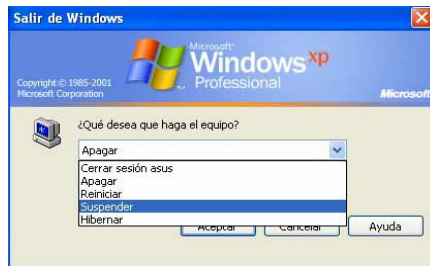 Salir de Windows
Microsoft
Windows xp
Professional
Copyright © 1985-2001
Microsoft Corporation
Microsoft
¿Qué desea que haga el equipo?
Apagar
Cerrar sesión asus
Apagar
Reiniciar
Suspender
Hibernar
Aceptar Cancelar Ayuda